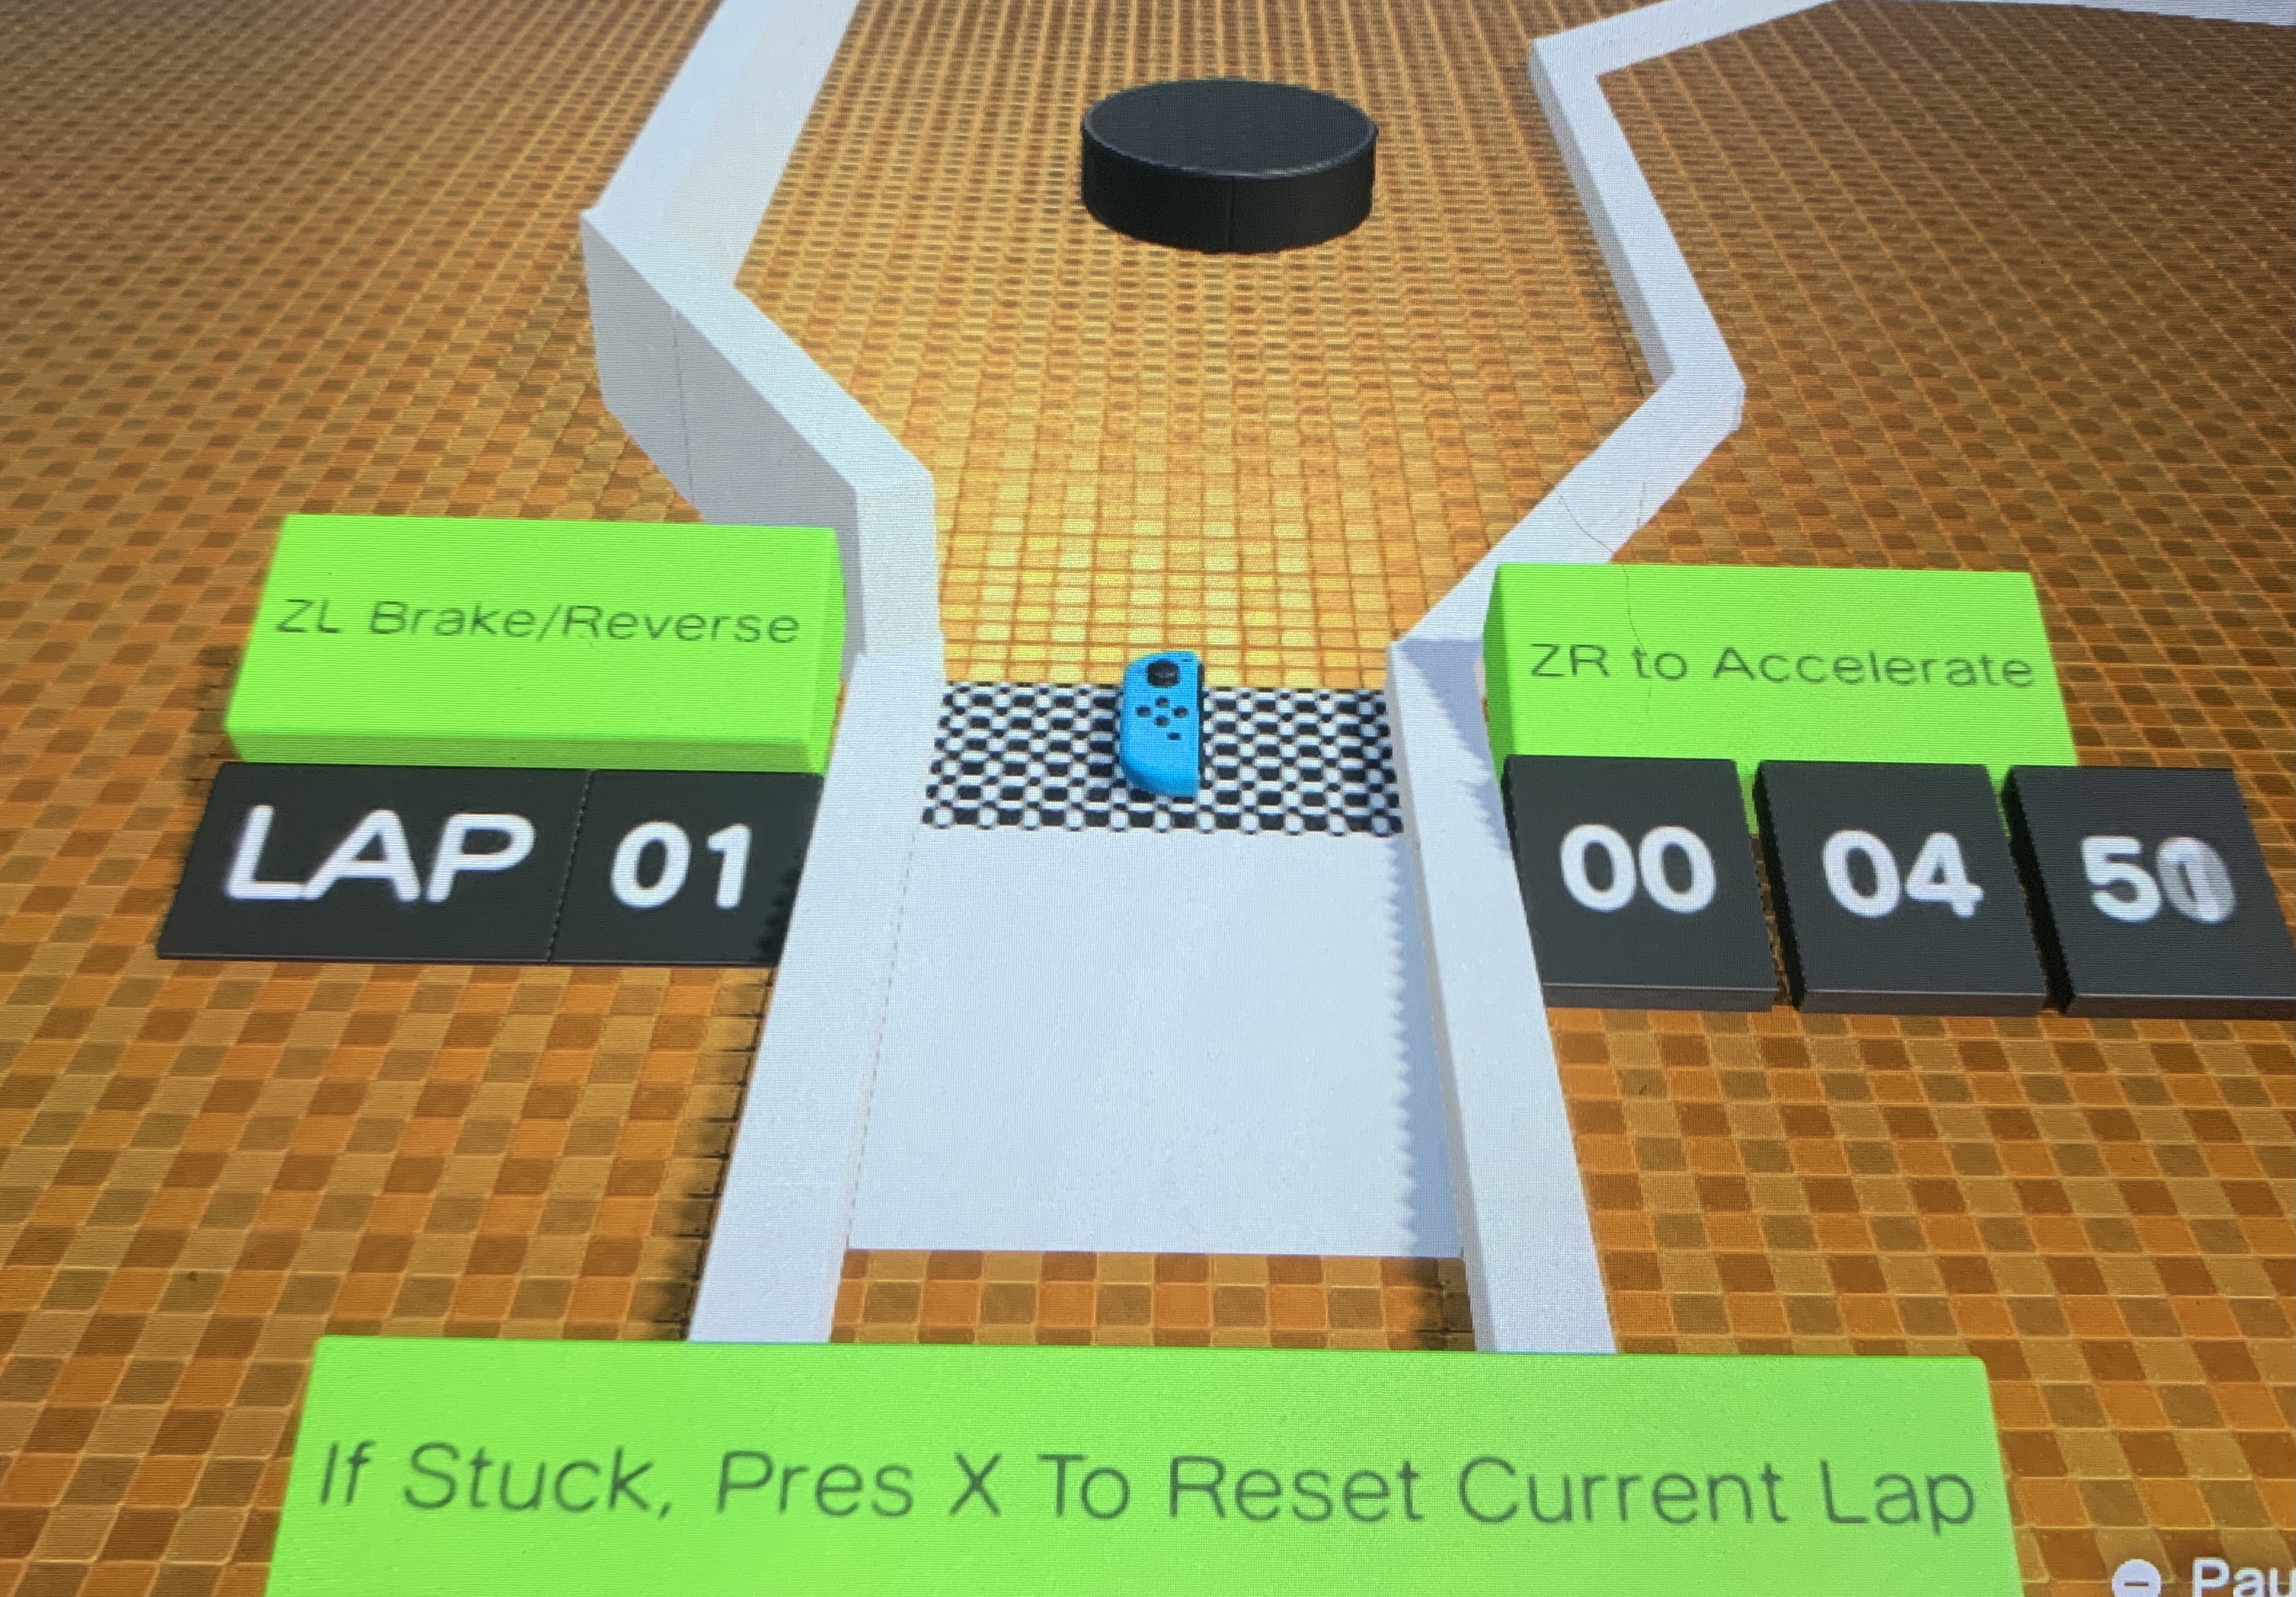 ZL Brake/Reverse
ZR to Accelerate
LAP 01
00 04
If Stuck, Pres X To Reset Current Lap